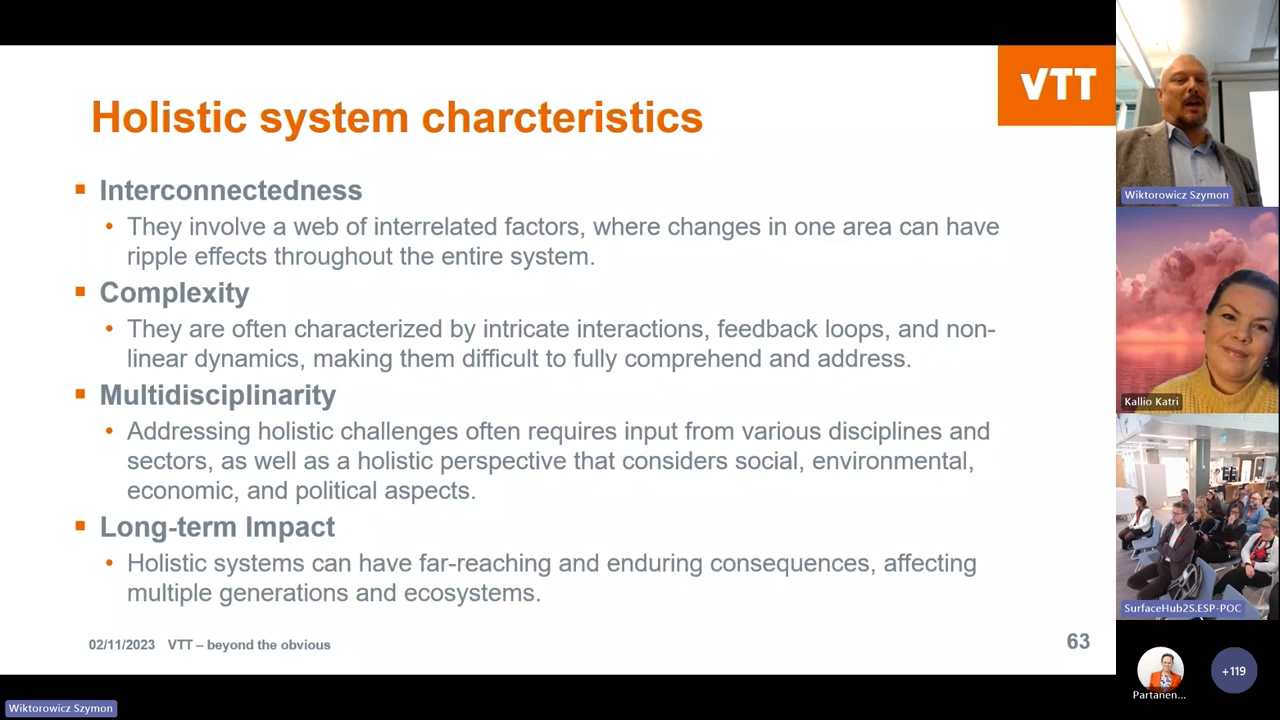 VTT
Holistic system charcteristics
Interconnectedness
They involve a web of interrelated factors, where changes in one area can have
ripple effects throughout the entire system.
Complexity
They are often characterized by intricate interactions, feedback loops, and non-
linear dynamics, making them difficult to fully comprehend and address.
Multidisciplinarity
Addressing holistic challenges often requires input from various disciplines and
sectors, as well as a holistic perspective that considers social, environmental,
economic, and political aspects.
Long-term Impact
Holistic systems can have far-reaching and enduring consequences, affecting
multiple generations and ecosystems.
02/11/2023 VTT – beyond the obvious
63
Wiktorowicz Szymon
Kallio Katri
SurfaceHub2S.ESP-POC
Partanen...
+119
Wiktorowicz Szymon